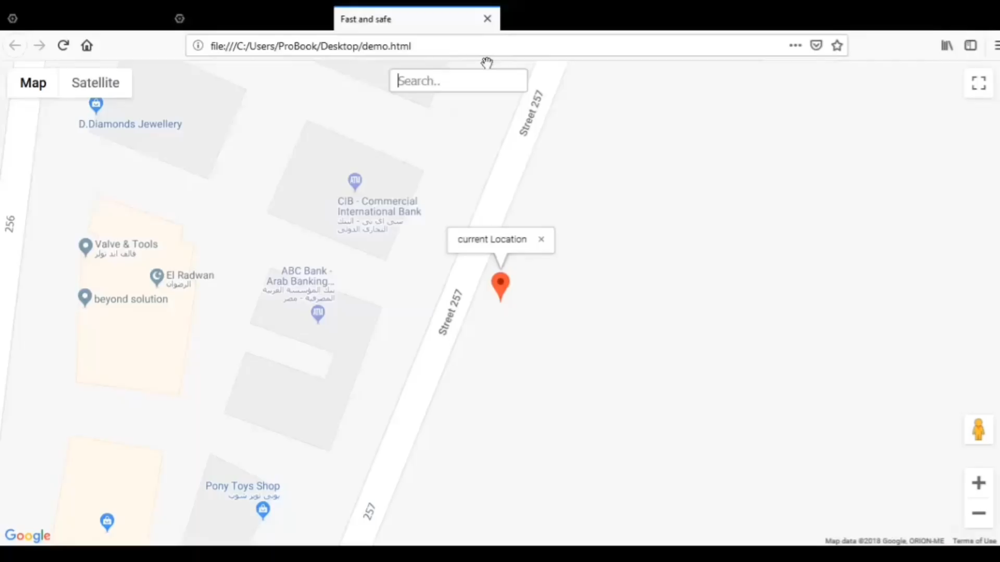 Fast and safe
file:///C:/Users/ProBook/Desktop/demo.html
Map
Satellite
Search..
D.Diamonds Jewellery
Street 257
CIB - Commercial
International Bank
سي اي بي - البنك
التجاري الدولي
256
current Location
Valve & Tools
فالف اند تولز
El Radwan
الرضوان
ABC Bank -
Arab Banking...
بنك المؤسسة العربية
المصرفية - مصر
beyond solution
Street 257
Pony Toys Shop
بوني تويز شوب
257
Google
Map data ©2018 Google, ORION-ME
Terms of Use
ATM
ATM